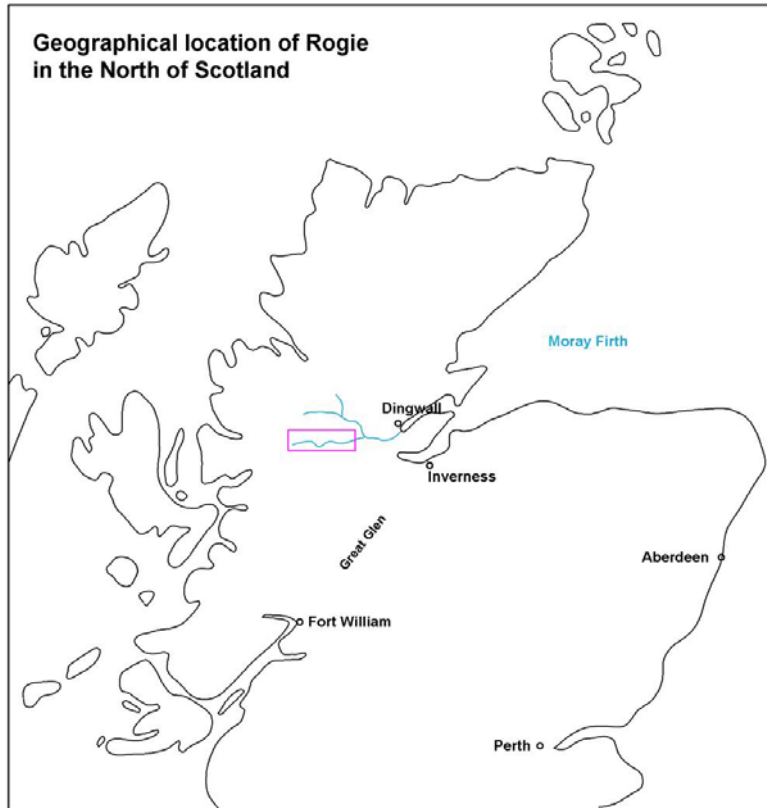 Geographical location of Rogie
in the North of Scotland
Moray Firth
Dingwall
Inverness
Great Glen
Aberdeen
Fort William
Perth